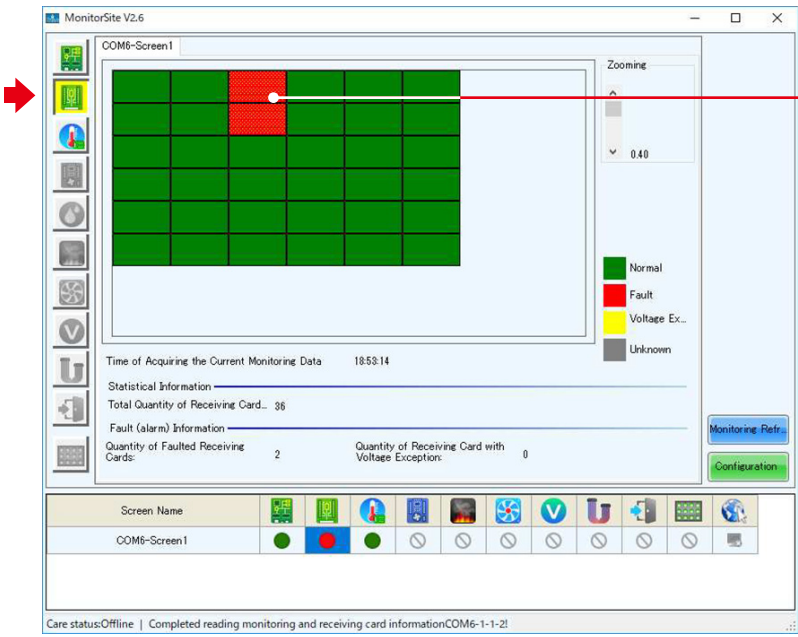 MonitorSite V2.6
COM6-Screen1
Zooming
0.40
Normal
Fault
Voltage Ex...
Unknown
Time of Acquiring the Current Monitoring Data 18:53:14
Statistical Information
Total Quantity of Receiving Card... 36
Fault (alarm) Information
Quantity of Faulted Receiving Cards: 2
Quantity of Receiving Card with Voltage Exception: 0
Monitoring Refr...
Configuration
Screen Name
COM6-Screen1
Care status:Offline | Completed reading monitoring and receiving card informationCOM6-1-1-2!